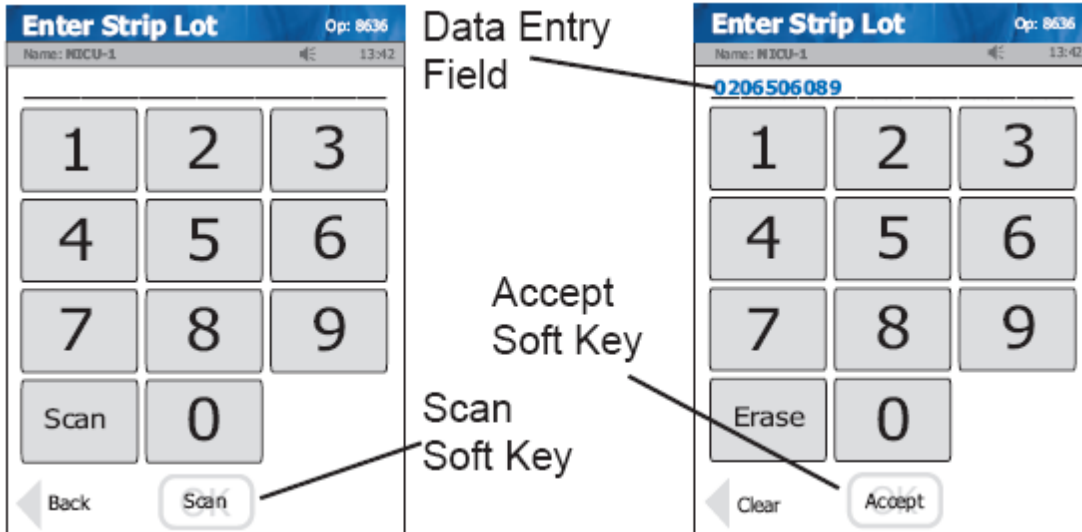 Enter Strip Lot Op: 8636
Name: NICU-1 13:42
1 2 3
4 5 6
7 8 9
Scan 0
Back Scan OK
Data Entry
Field
Accept
Soft Key
Scan
Soft Key
Enter Strip Lot Op: 8636
Name: NICU-1 13:42
0206506089
1 2 3
4 5 6
7 8 9
Erase 0
Clear Accept OK